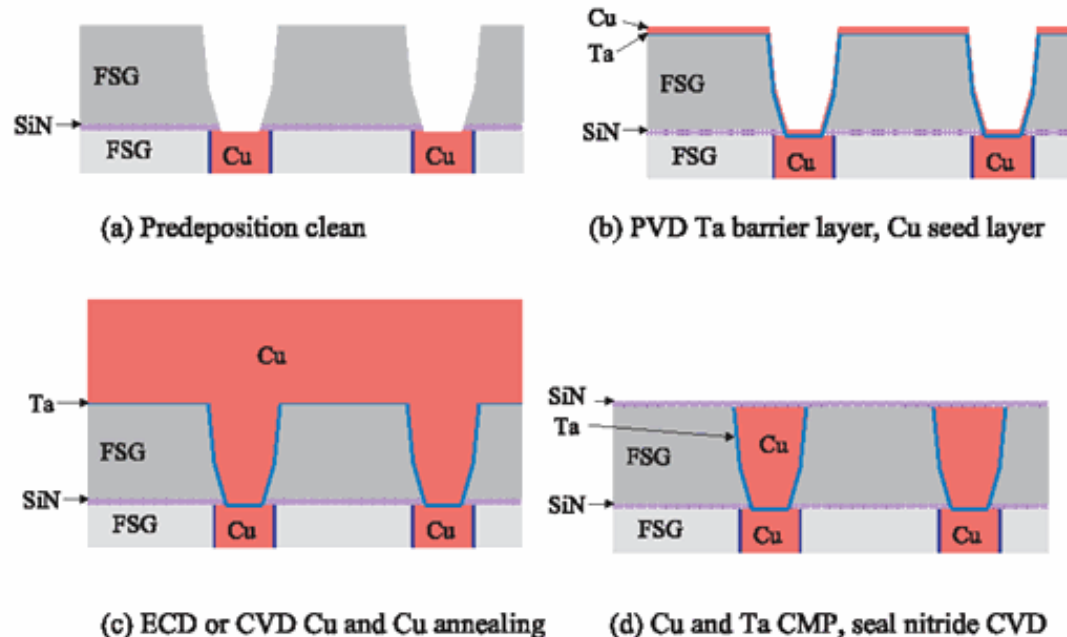 FSG
SiN
FSG
Cu
Cu
(a) Predeposition clean
Cu
Ta
FSG
SiN
FSG
Cu
Cu
(b) PVD Ta barrier layer, Cu seed layer
Cu
Ta
FSG
SiN
FSG
Cu
Cu
(c) ECD or CVD Cu and Cu annealing
SiN
Ta
Cu
FSG
SiN
FSG
Cu
Cu
(d) Cu and Ta CMP, seal nitride CVD